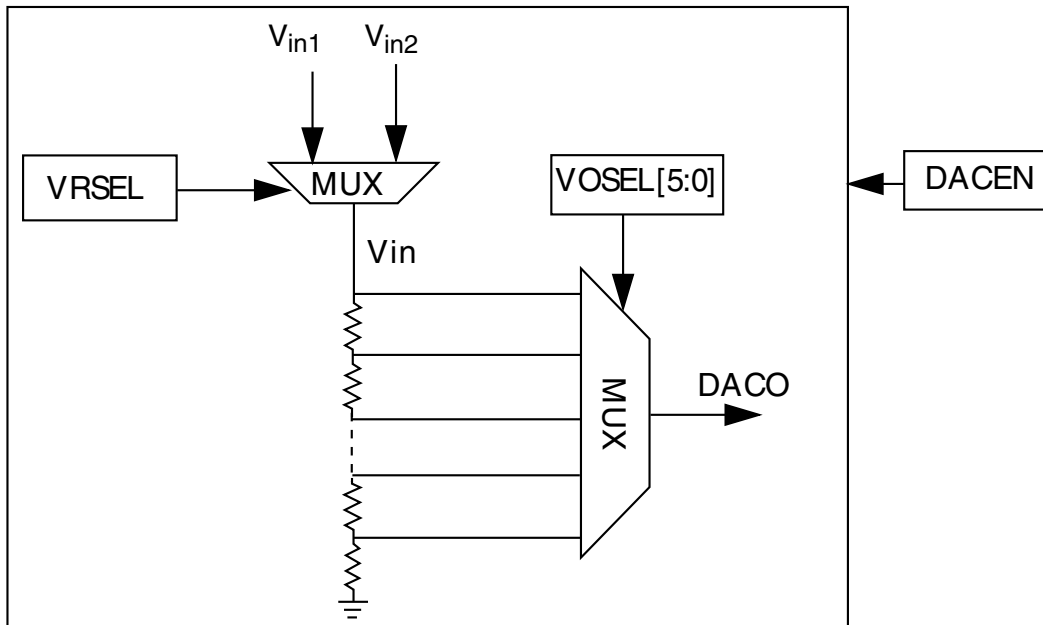 Vin1
Vin2
VRSEL
MUX
VOSEL[5:0]
DACEN
Vin
MUX
DACO